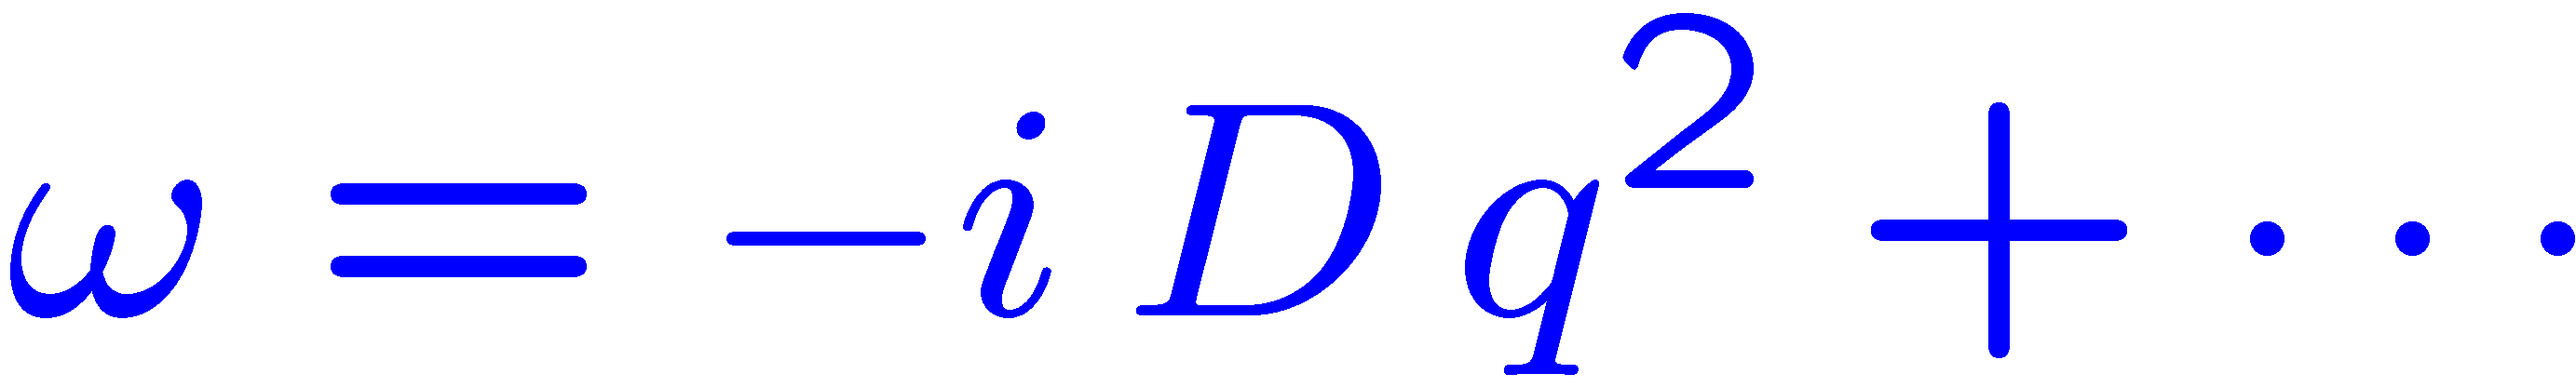 ω = −i D q² + ···